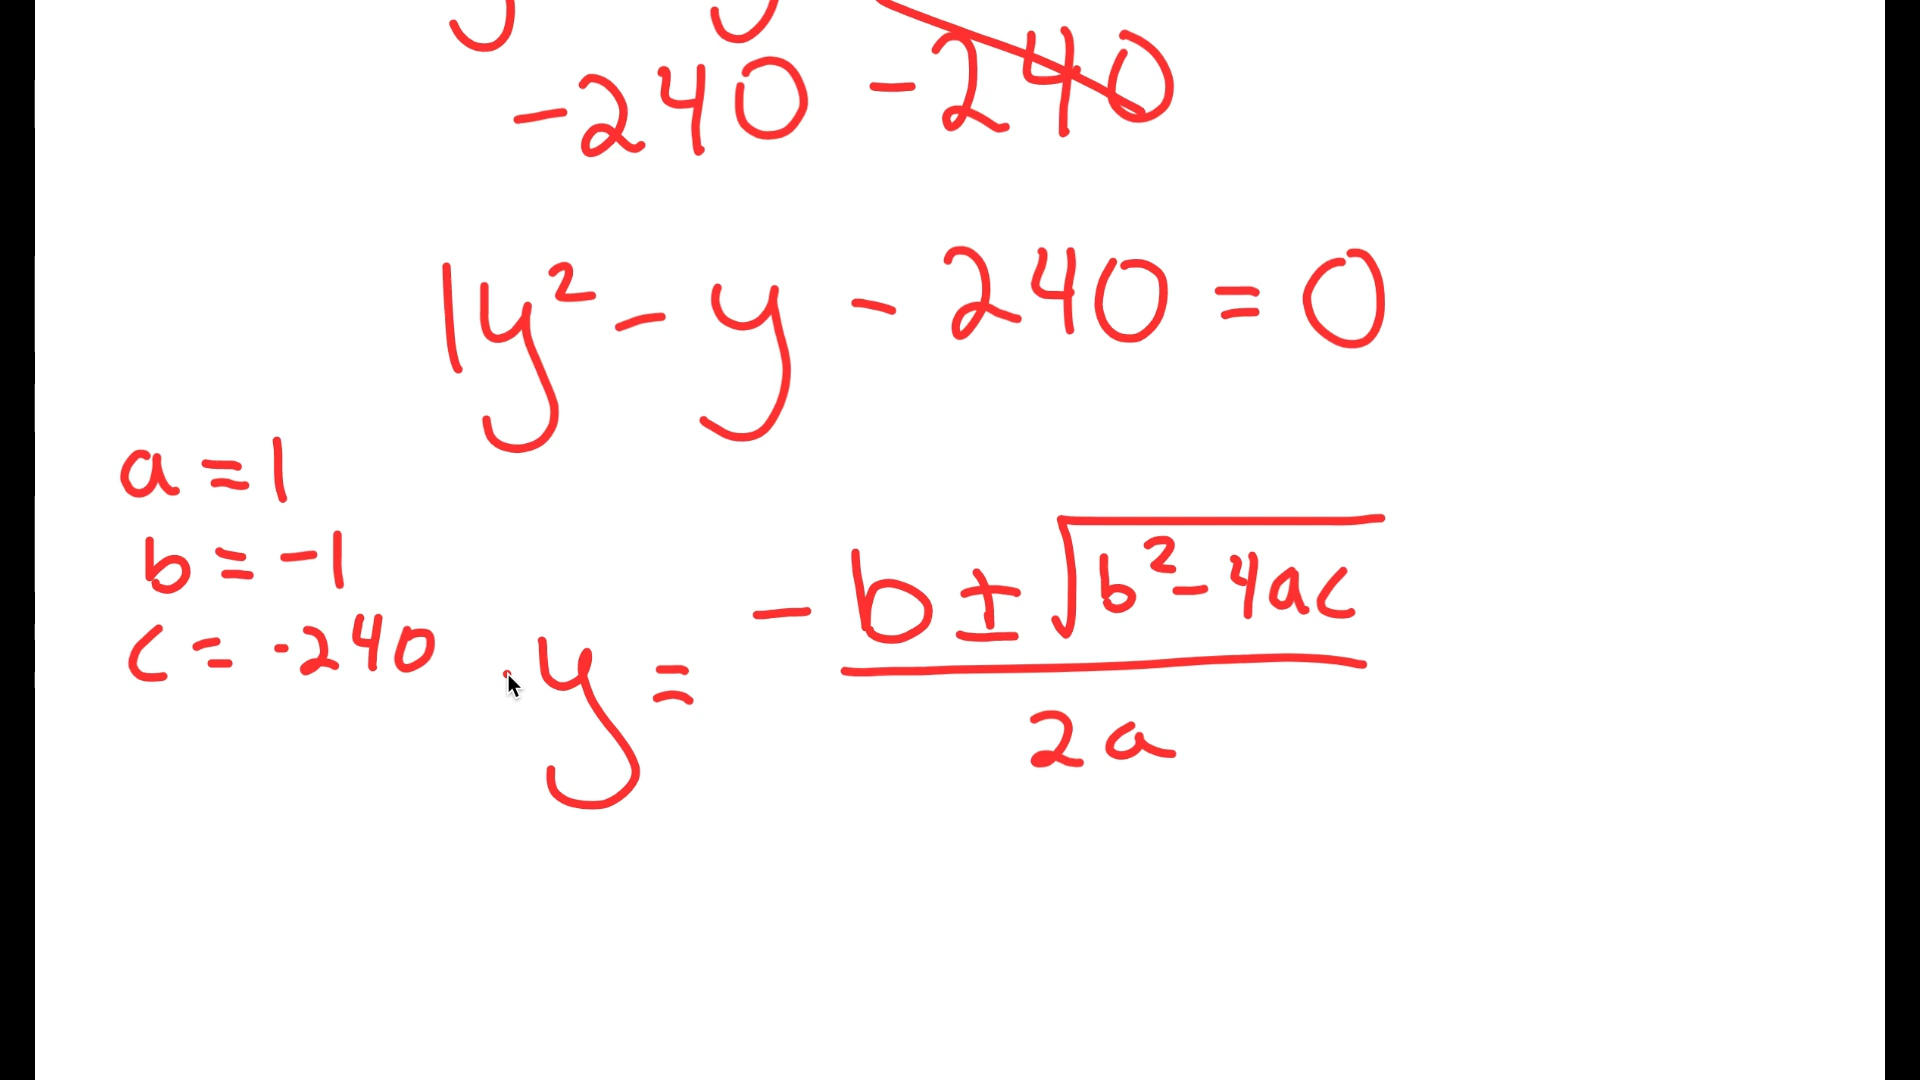 -240 -240
1y² - y - 240 = 0
a = 1
b = -1
c = -240
y = -b ± √(b² - 4ac) / 2a